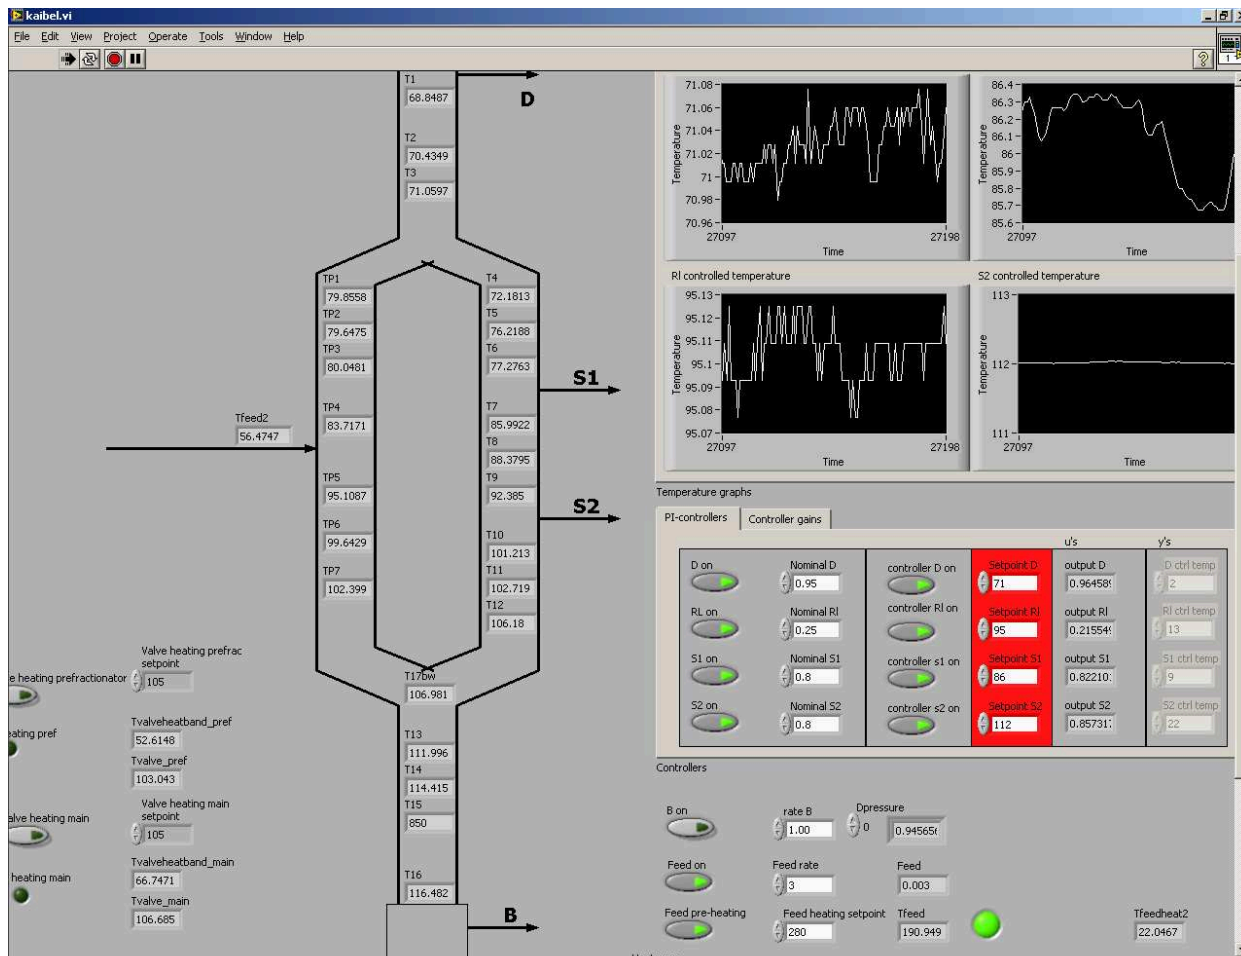 kaibel.vi
File Edit View Project Operate Tools Window Help
T1
68.8487
D
T2
70.4349
T3
71.0597
TP1
79.8558
TP2
79.6475
TP3
80.0481
TP4
83.7171
Tfeed2
56.4747
TP5
95.1087
TP6
99.6429
TP7
102.399
T4
72.1813
T5
76.2188
T6
77.2763
S1
T7
85.9922
T8
88.3795
T9
92.385
S2
T10
101.213
T11
102.719
T12
106.18
T17bw
106.981
T13
111.996
T14
114.415
T15
850
T16
116.482
B
Valve heating prefrac
setpoint
heating prefractionator
105
Tvalveheatband_pref
52.6148
eating pref
Tvalve_pref
103.043
Valve heating main
setpoint
alve heating main
105
Tvalveheatband_main
66.7471
heating main
Tvalve_main
106.685
71.08
71.06
71.04
71.02
71
70.98
70.96
Temperature
27097 27198
Time
86.4
86.3
86.2
86.1
86
85.9
85.8
85.7
85.6
Temperature
27097
Time
Rl controlled temperature
95.13
95.12
95.11
95.1
95.09
95.08
95.07
Temperature
27097 27198
Time
S2 controlled temperature
113
112
111
Temperature
27097
Time
Temperature graphs
PI-controllers Controller gains
u's y's
D on Nominal D controller D on Setpoint D output D D ctrl temp
0.95 71 0.964589 2
RL on Nominal Rl controller Rl on Setpoint Rl output Rl Rl ctrl temp
0.25 95 0.215549 13
S1 on Nominal S1 controller s1 on Setpoint S1 output S1 S1 ctrl temp
0.8 86 0.82210 9
S2 on Nominal S2 controller s2 on Setpoint S2 output S2 S2 ctrl temp
0.8 112 0.857317 22
Controllers
B on rate B Dpressure
1.00 0 0.94565
Feed on Feed rate Feed
3 0.003
Feed pre-heating Feed heating setpoint Tfeed Tfeedheat2
280 190.949 22.0467